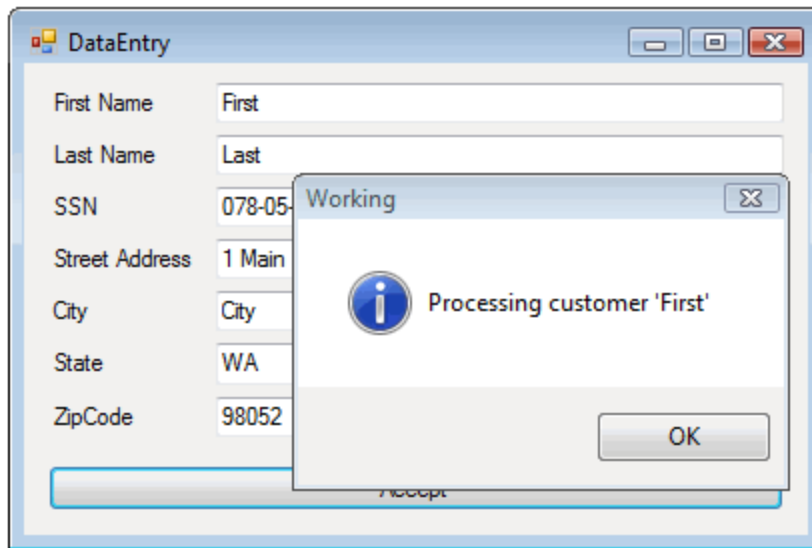 DataEntry
First Name First
Last Name Last
SSN 078-05-
Working
Street Address 1 Main
Processing customer 'First'
City City
State WA
ZipCode 98052
OK
Accept